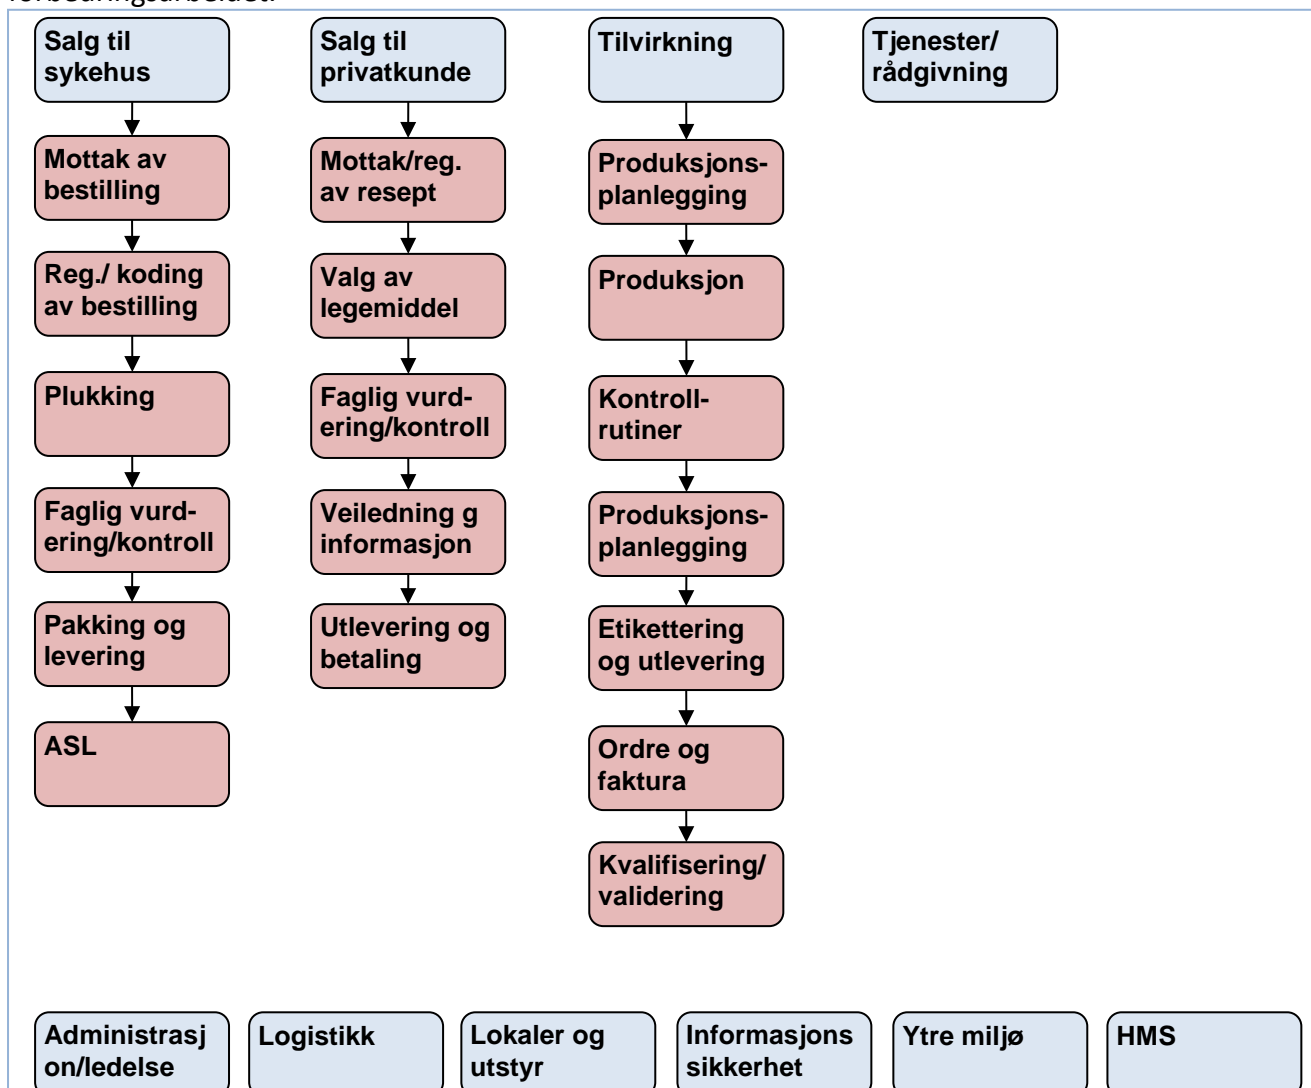 forbedringsarbeidet.
Salg til
sykehus
Mottak av
bestilling
Reg./ koding
av bestilling
Plukking
Faglig vurd-
ering/kontroll
Pakking og
levering
ASL
Salg til
privatkunde
Mottak/reg.
av resept
Valg av
legemiddel
Faglig vurd-
ering/kontroll
Veiledning g
informasjon
Utlevering og
betaling
Tilvirkning
Produksjons-
planlegging
Produksjon
Kontroll-
rutiner
Produksjons-
planlegging
Etikettering
og utlevering
Ordre og
faktura
Kvalifisering/
validering
Tjenester/
rådgivning
Administrasj
on/ledelse
Logistikk
Lokaler og
utstyr
Informasjons
sikkerhet
Ytre miljø
HMS